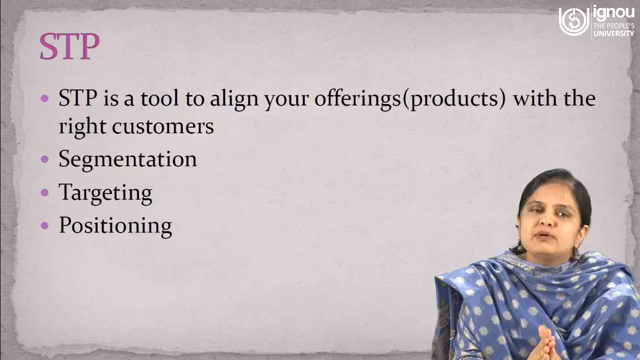 ignou
THE PEOPLE'S
UNIVERSITY
STP
• STP is a tool to align your offerings(products) with the
right customers
• Segmentation
• Targeting
• Positioning